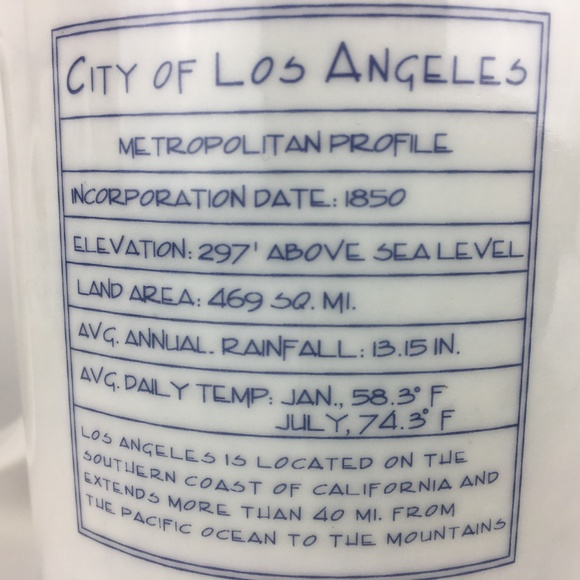 CITY OF LOS ANGELES
METROPOLITAN PROFILE
INCORPORATION DATE: 1850
ELEVATION: 297' ABOVE SEA LEVEL
LAND AREA: 469 SQ. MI.
AVG. ANNUAL. RAINFALL: 13.15 IN.
AVG. DAILY TEMP: JAN., 58.3° F
JULY, 74.3° F
LOS ANGELES IS LOCATED ON THE
SOUTHERN COAST OF CALIFORNIA AND
EXTENDS MORE THAN 40 MI. FROM
THE PACIFIC OCEAN TO THE MOUNTAINS